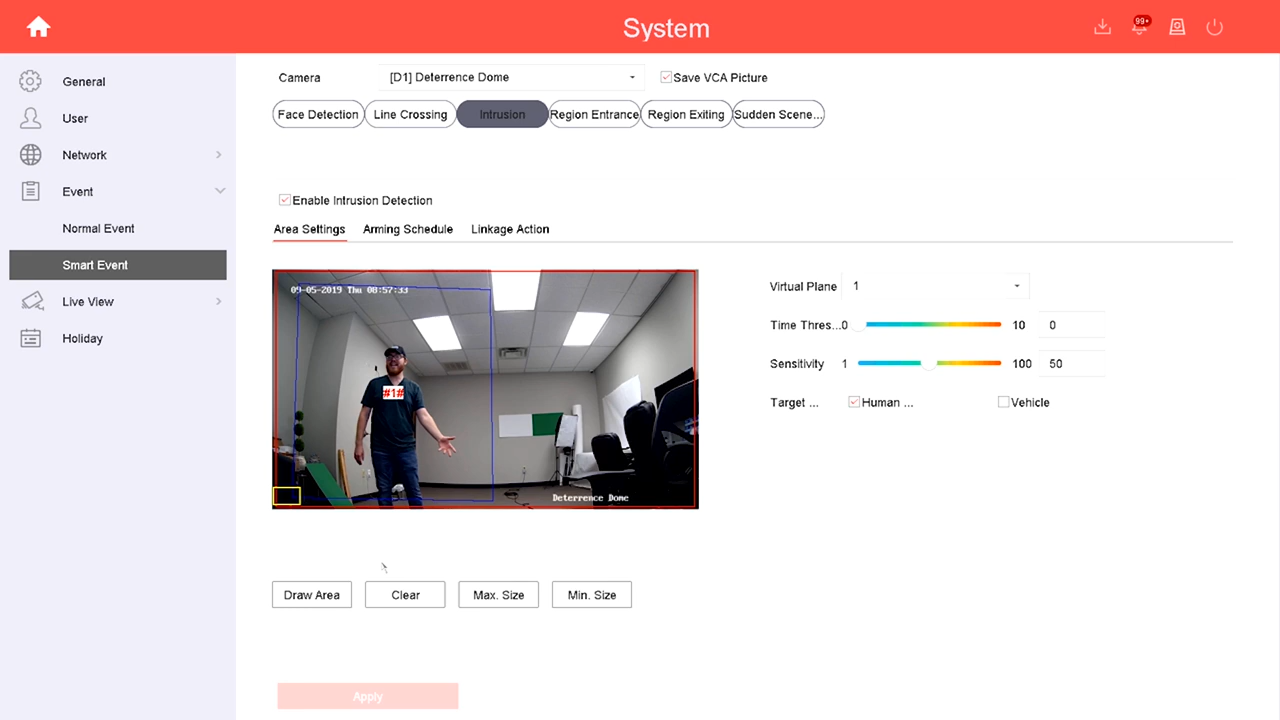 System
99+
General
User
Network
Event
Normal Event
Smart Event
Live View
Holiday
Camera [D1] Deterrence Dome Save VCA Picture
Face Detection Line Crossing Intrusion Region Entrance Region Exiting Sudden Scene...
Enable Intrusion Detection
Area Settings Arming Schedule Linkage Action
09-05-2019 Thu 08:57:33
#1#
Deterrence Dome
Virtual Plane 1
Time Thres...0 10 0
Sensitivity 1 100 50
Target ... Human ... Vehicle
Draw Area Clear Max. Size Min. Size
Apply